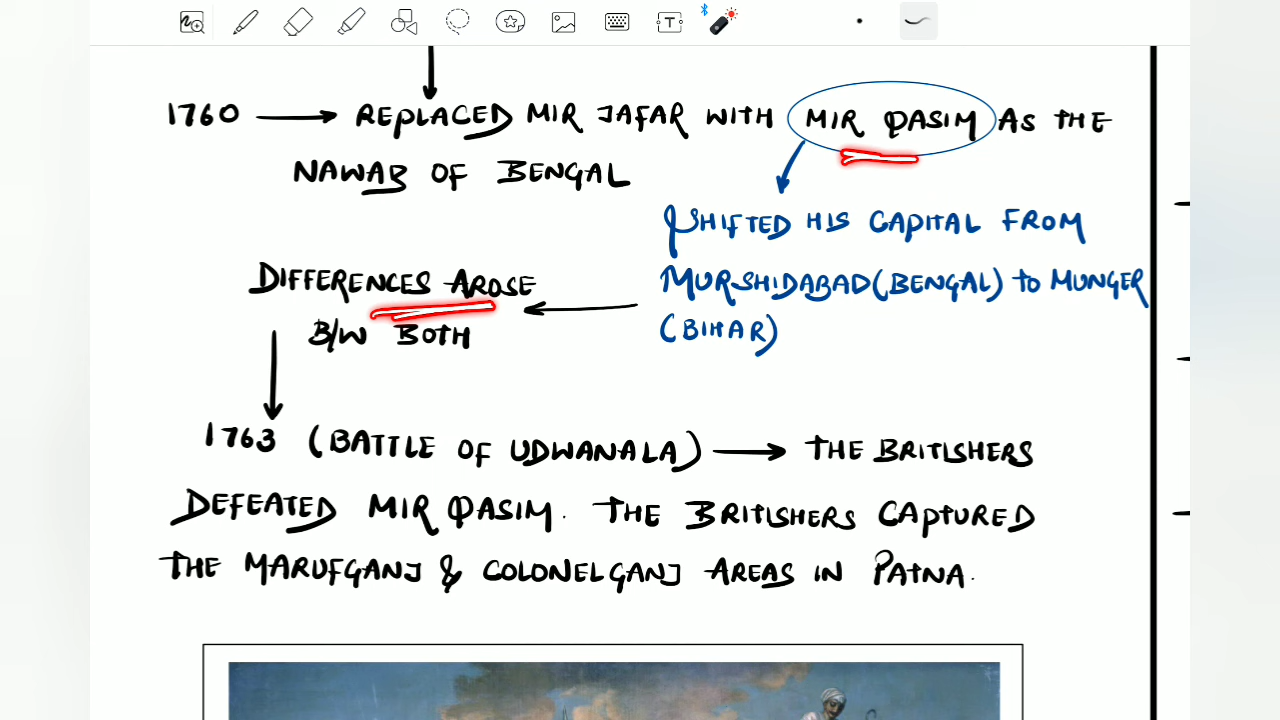 1760 → REPLACED MIR JAFAR WITH MIR QASIM AS THE
NAWAB OF BENGAL
SHIFTED HIS CAPITAL FROM
MURSHIDABAD (BENGAL) TO MUNGER
(BIHAR)
DIFFERENCES AROSE
B/W BOTH
1763 (BATTLE OF UDWANALA) → THE BRITISHERS
DEFEATED MIR QASIM. THE BRITISHERS CAPTURED
THE MARUFGANJ & COLONELGANJ AREAS IN PATNA.